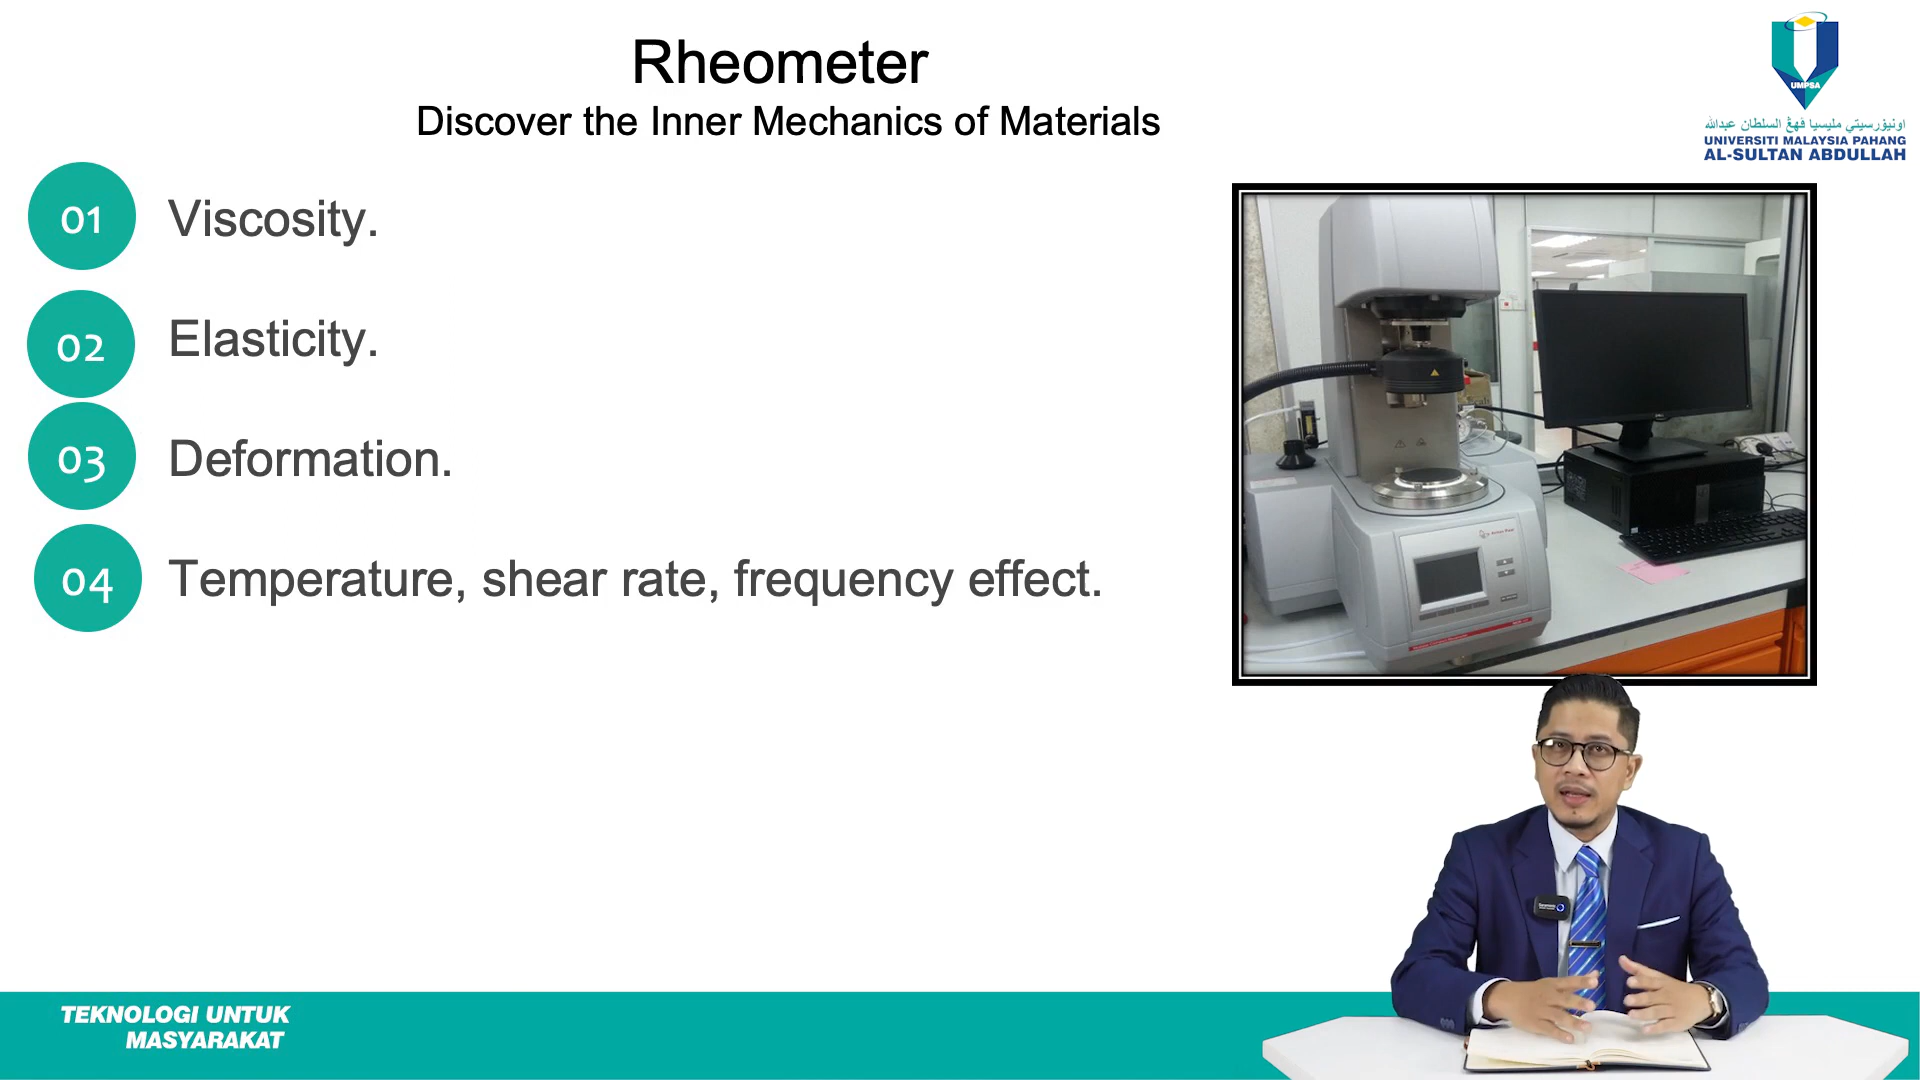 Rheometer
Discover the Inner Mechanics of Materials
UMPSA
اونيۏرسيتي مليسيا ڤهڠ السلطان عبدالله
UNIVERSITI MALAYSIA PAHANG
AL-SULTAN ABDULLAH
01 Viscosity.
02 Elasticity.
03 Deformation.
04 Temperature, shear rate, frequency effect.
TEKNOLOGI UNTUK
MASYARAKAT